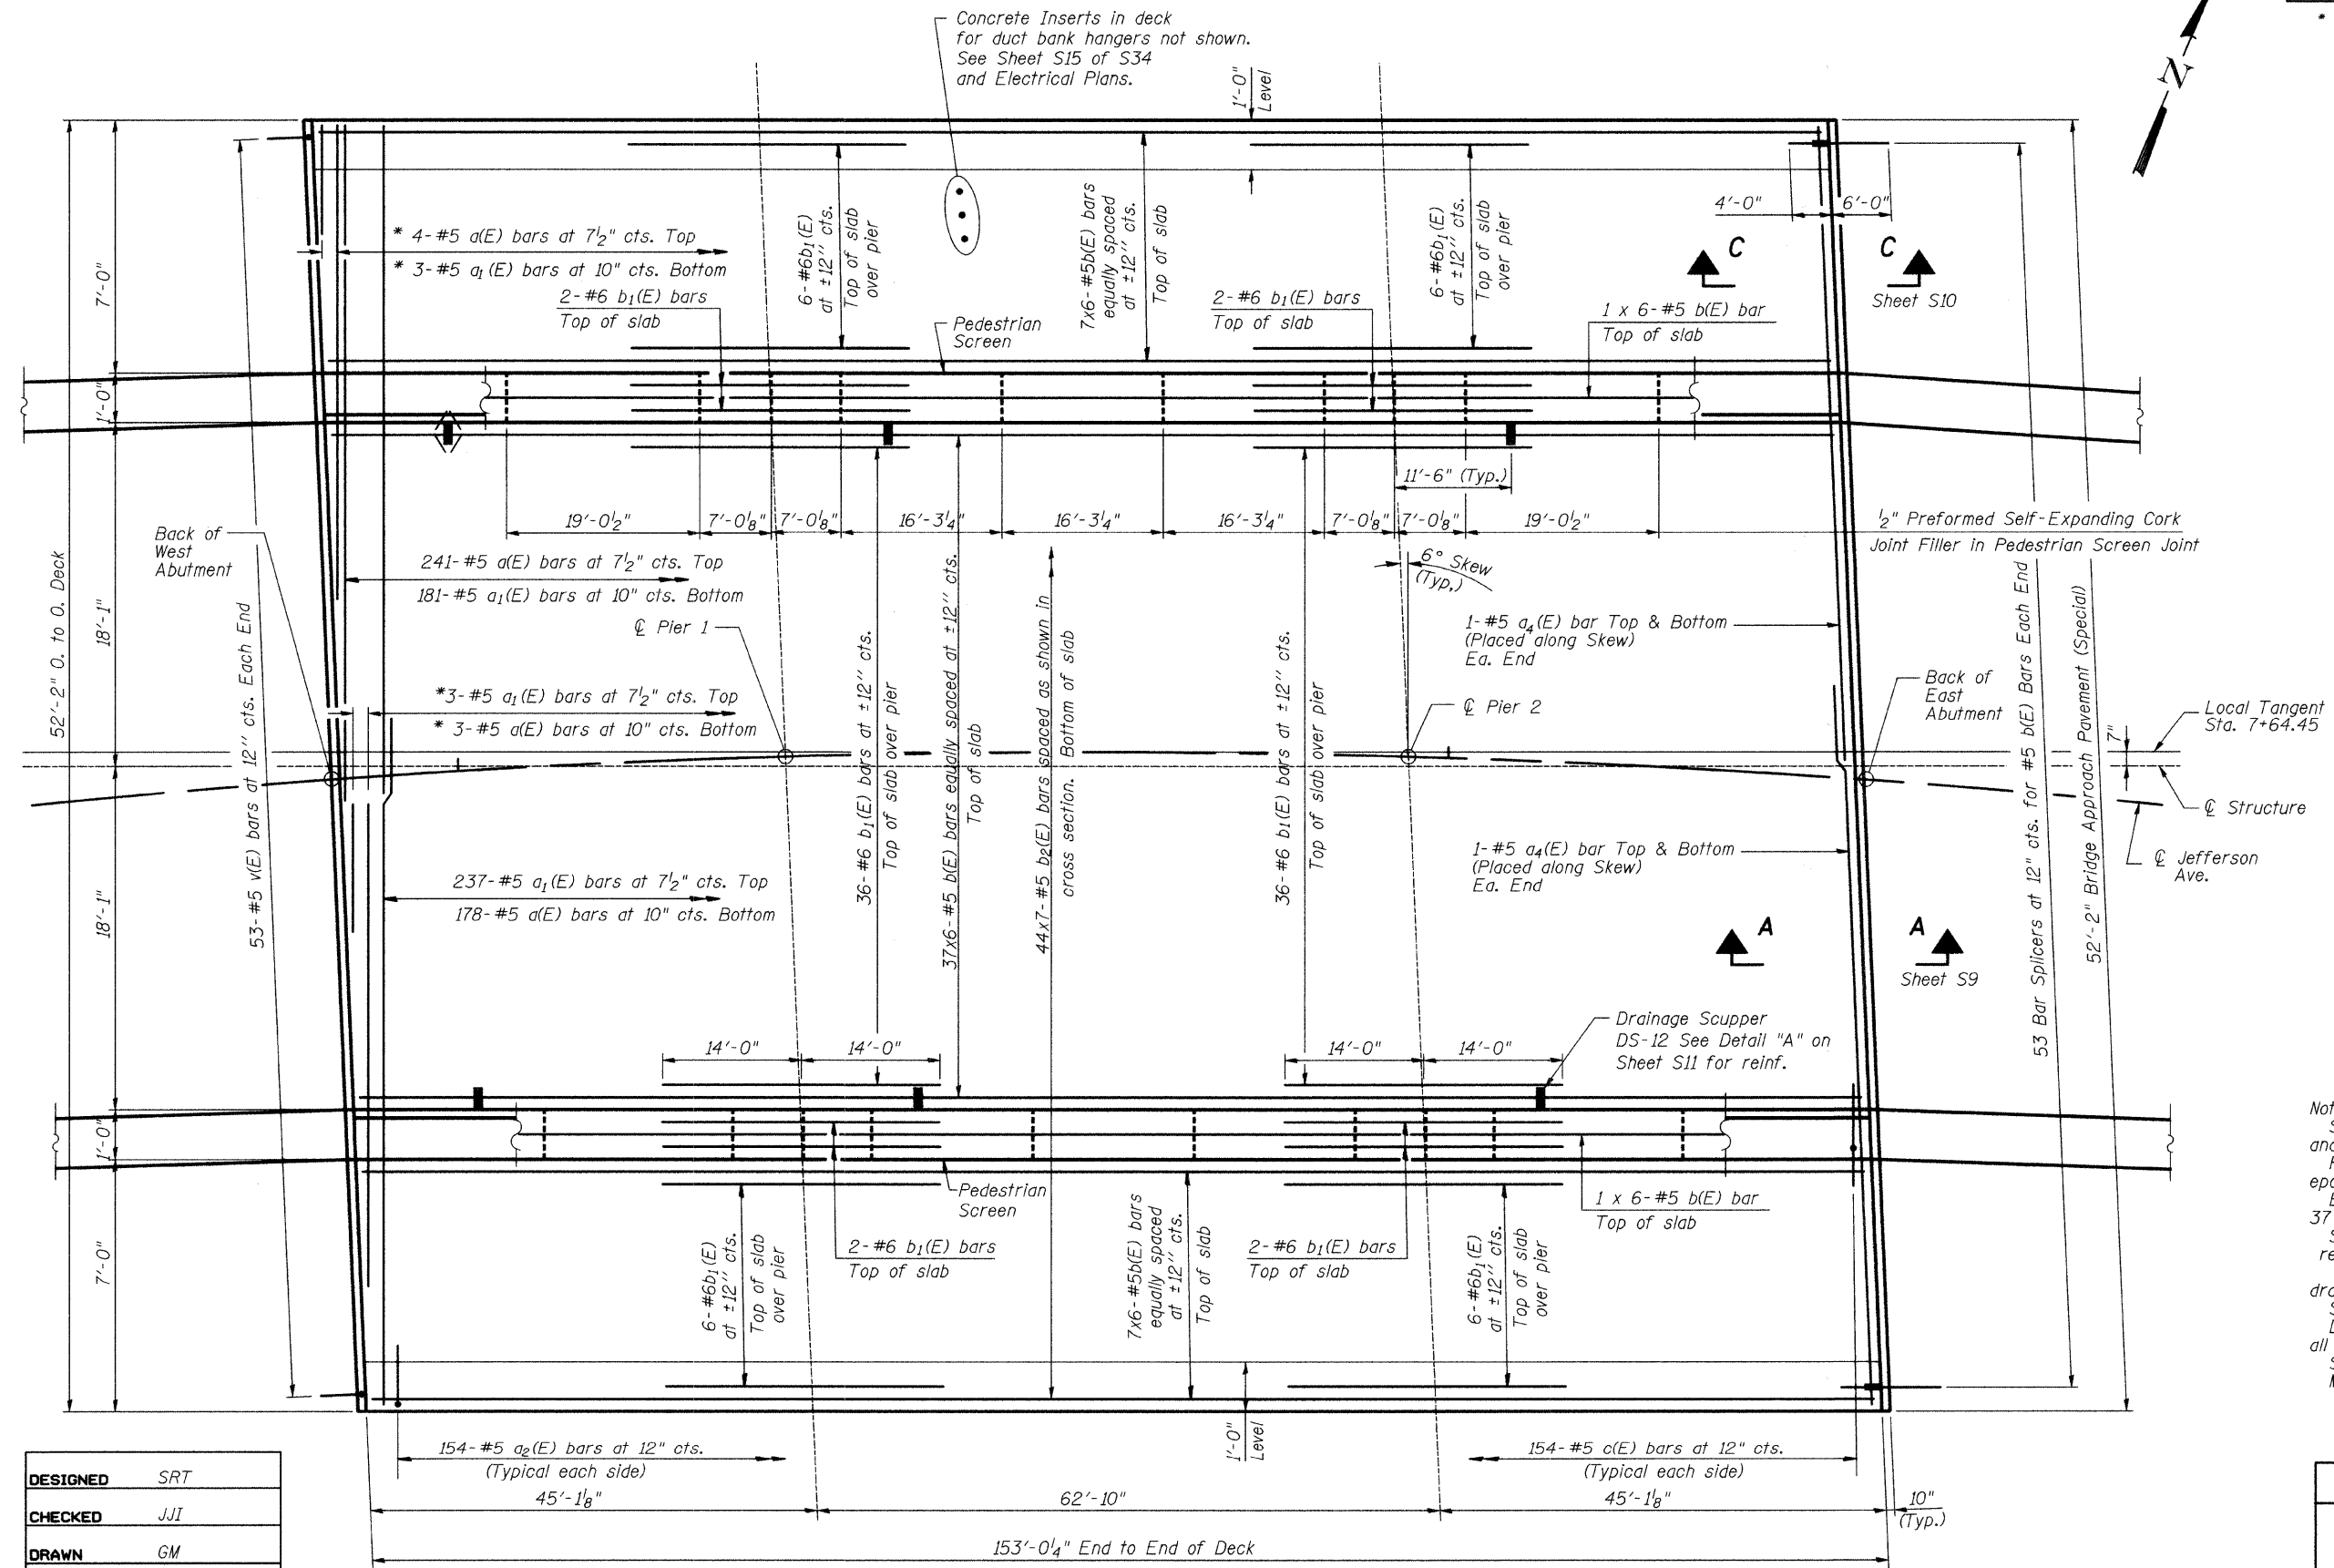 Concrete Inserts in deck
for duct bank hangers not shown.
See Sheet S15 of S34
and Electrical Plans.
1'-0"
Level
N
*
* 4-#5 a(E) bars at 7½" cts. Top
* 3-#5 a₁(E) bars at 10" cts. Bottom
2-#6 b₁(E) bars
Top of slab
6-#6b₁(E)
at ±12" cts.
Top of slab
over pier
Pedestrian
Screen
7x6-#5b(E) bars
equally spaced
at ±12" cts.
Top of slab
2-#6 b₁(E) bars
Top of slab
6-#6b₁(E)
at ±12" cts.
Top of slab
over pier
1 x 6-#5 b(E) bar
Top of slab
4'-0"
6'-0"
C
C
Sheet S10
7'-0"
1'-0"
18'-1"
18'-1"
1'-0"
7'-0"
52'-2" O. to O. Deck
Back of
West
Abutment
53-#5 v(E) bars at 12" cts. Each End
19'-0½"
7'-0⅛"
7'-0⅛"
16'-3¼"
16'-3¼"
16'-3¼"
7'-0⅛"
7'-0⅛"
19'-0½"
11'-6" (Typ.)
½" Preformed Self-Expanding Cork
Joint Filler in Pedestrian Screen Joint
6° Skew
(Typ.)
241-#5 a(E) bars at 7½" cts. Top
181-#5 a₁(E) bars at 10" cts. Bottom
℄ Pier 1
*3-#5 a₁(E) bars at 7½" cts. Top
* 3-#5 a(E) bars at 10" cts. Bottom
237-#5 a₁(E) bars at 7½" cts. Top
178-#5 a(E) bars at 10" cts. Bottom
36-#6 b₁(E) bars at ±12" cts.
Top of slab over pier
37x6-#5 b(E) bars equally spaced at ±12" cts.
Top of slab
44x7-#5 b₂(E) bars spaced as shown in
cross section. Bottom of slab
36-#6 b₁(E) bars at ±12" cts.
Top of slab over pier
1-#5 a₄(E) bar Top & Bottom
(Placed along Skew)
Ea. End
℄ Pier 2
1-#5 a₄(E) bar Top & Bottom
(Placed along Skew)
Ea. End
Back of
East
Abutment
Local Tangent
Sta. 7+64.45
7"
℄ Structure
℄ Jefferson
Ave.
A
A
Sheet S9
53 Bar Splicers at 12" cts. for #5 b(E) Bars Each End
52'-2" Bridge Approach Pavement (Special)
14'-0"
14'-0"
14'-0"
14'-0"
Drainage Scupper
DS-12 See Detail "A" on
Sheet S11 for reinf.
Pedestrian
Screen
6-#6b₁(E)
at ±12" cts.
Top of slab
over pier
2-#6 b₁(E) bars
Top of slab
7x6-#5b(E) bars
equally spaced
at ±12" cts.
Top of slab
2-#6 b₁(E) bars
Top of slab
6-#6b₁(E)
at ±12" cts.
Top of slab
over pier
1 x 6-#5 b(E) bar
Top of slab
37
all
154-#5 a₂(E) bars at 12" cts.
(Typical each side)
1'-0"
Level
154-#5 c(E) bars at 12" cts.
(Typical each side)
45'-1⅛"
62'-10"
45'-1⅛"
10"
(Typ.)
153'-0¼" End to End of Deck
DESIGNED SRT
CHECKED JJI
DRAWN GM